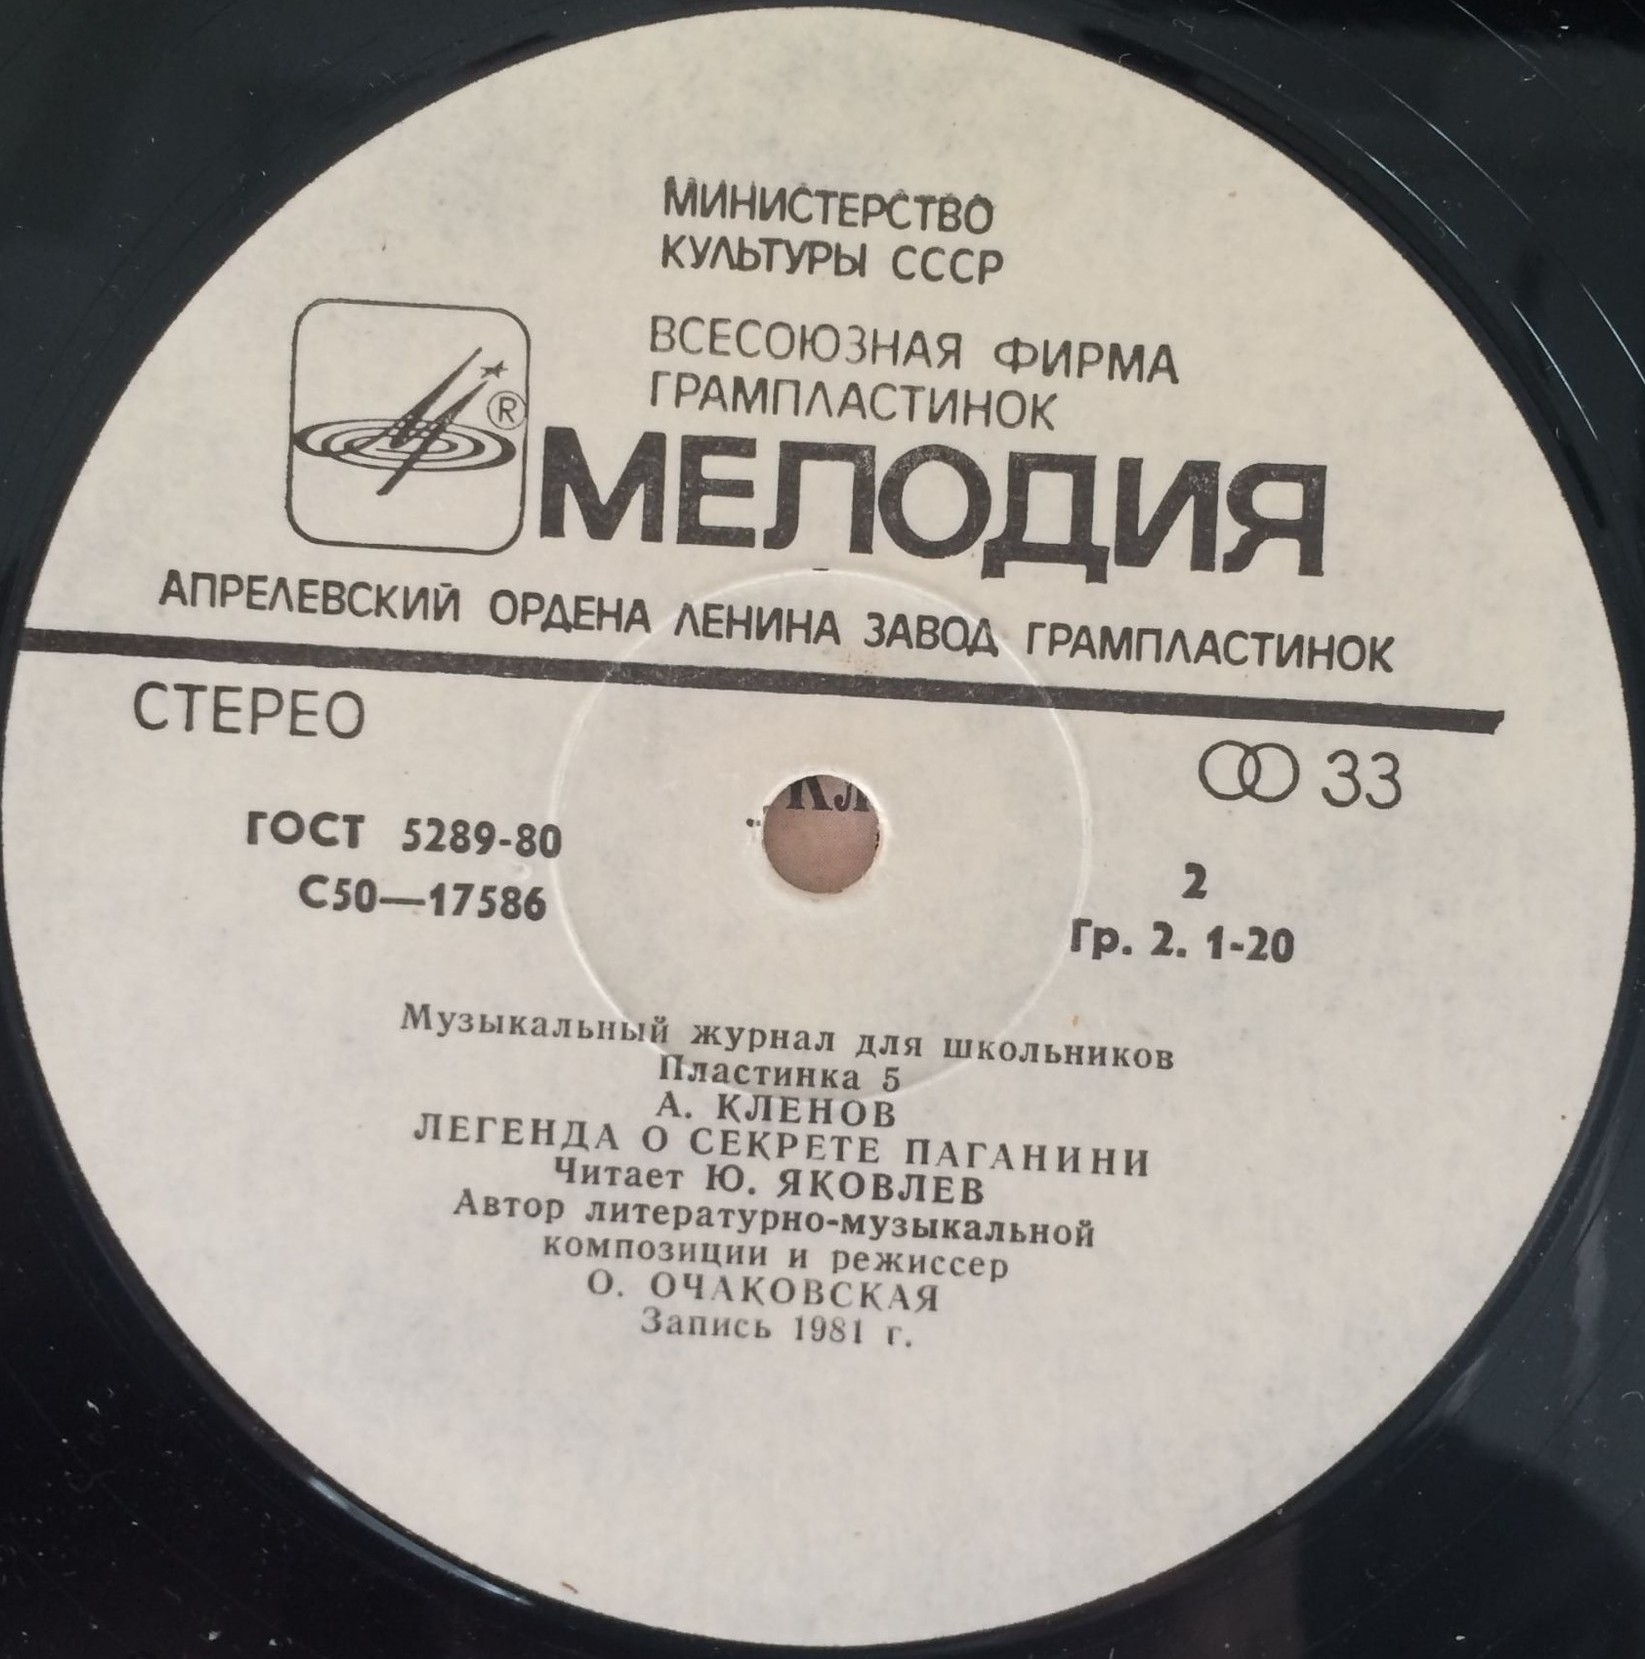 МИНИСТЕРСТВО
КУЛЬТУРЫ СССР
ВСЕСОЮЗНАЯ ФИРМА
ГРАМПЛАСТИНОК
®
МЕЛОДИЯ
АПРЕЛЕВСКИЙ ОРДЕНА ЛЕНИНА ЗАВОД ГРАМПЛАСТИНОК
СТЕРЕО
33
ГОСТ 5289-80
С50—17586
2
Гр. 2. 1-20
Музыкальный журнал для школьников
Пластинка 5
А. КЛЕНОВ
ЛЕГЕНДА О СЕКРЕТЕ ПАГАНИНИ
Читает Ю. ЯКОВЛЕВ
Автор литературно-музыкальной
композиции и режиссер
О. ОЧАКОВСКАЯ
Запись 1981 г.